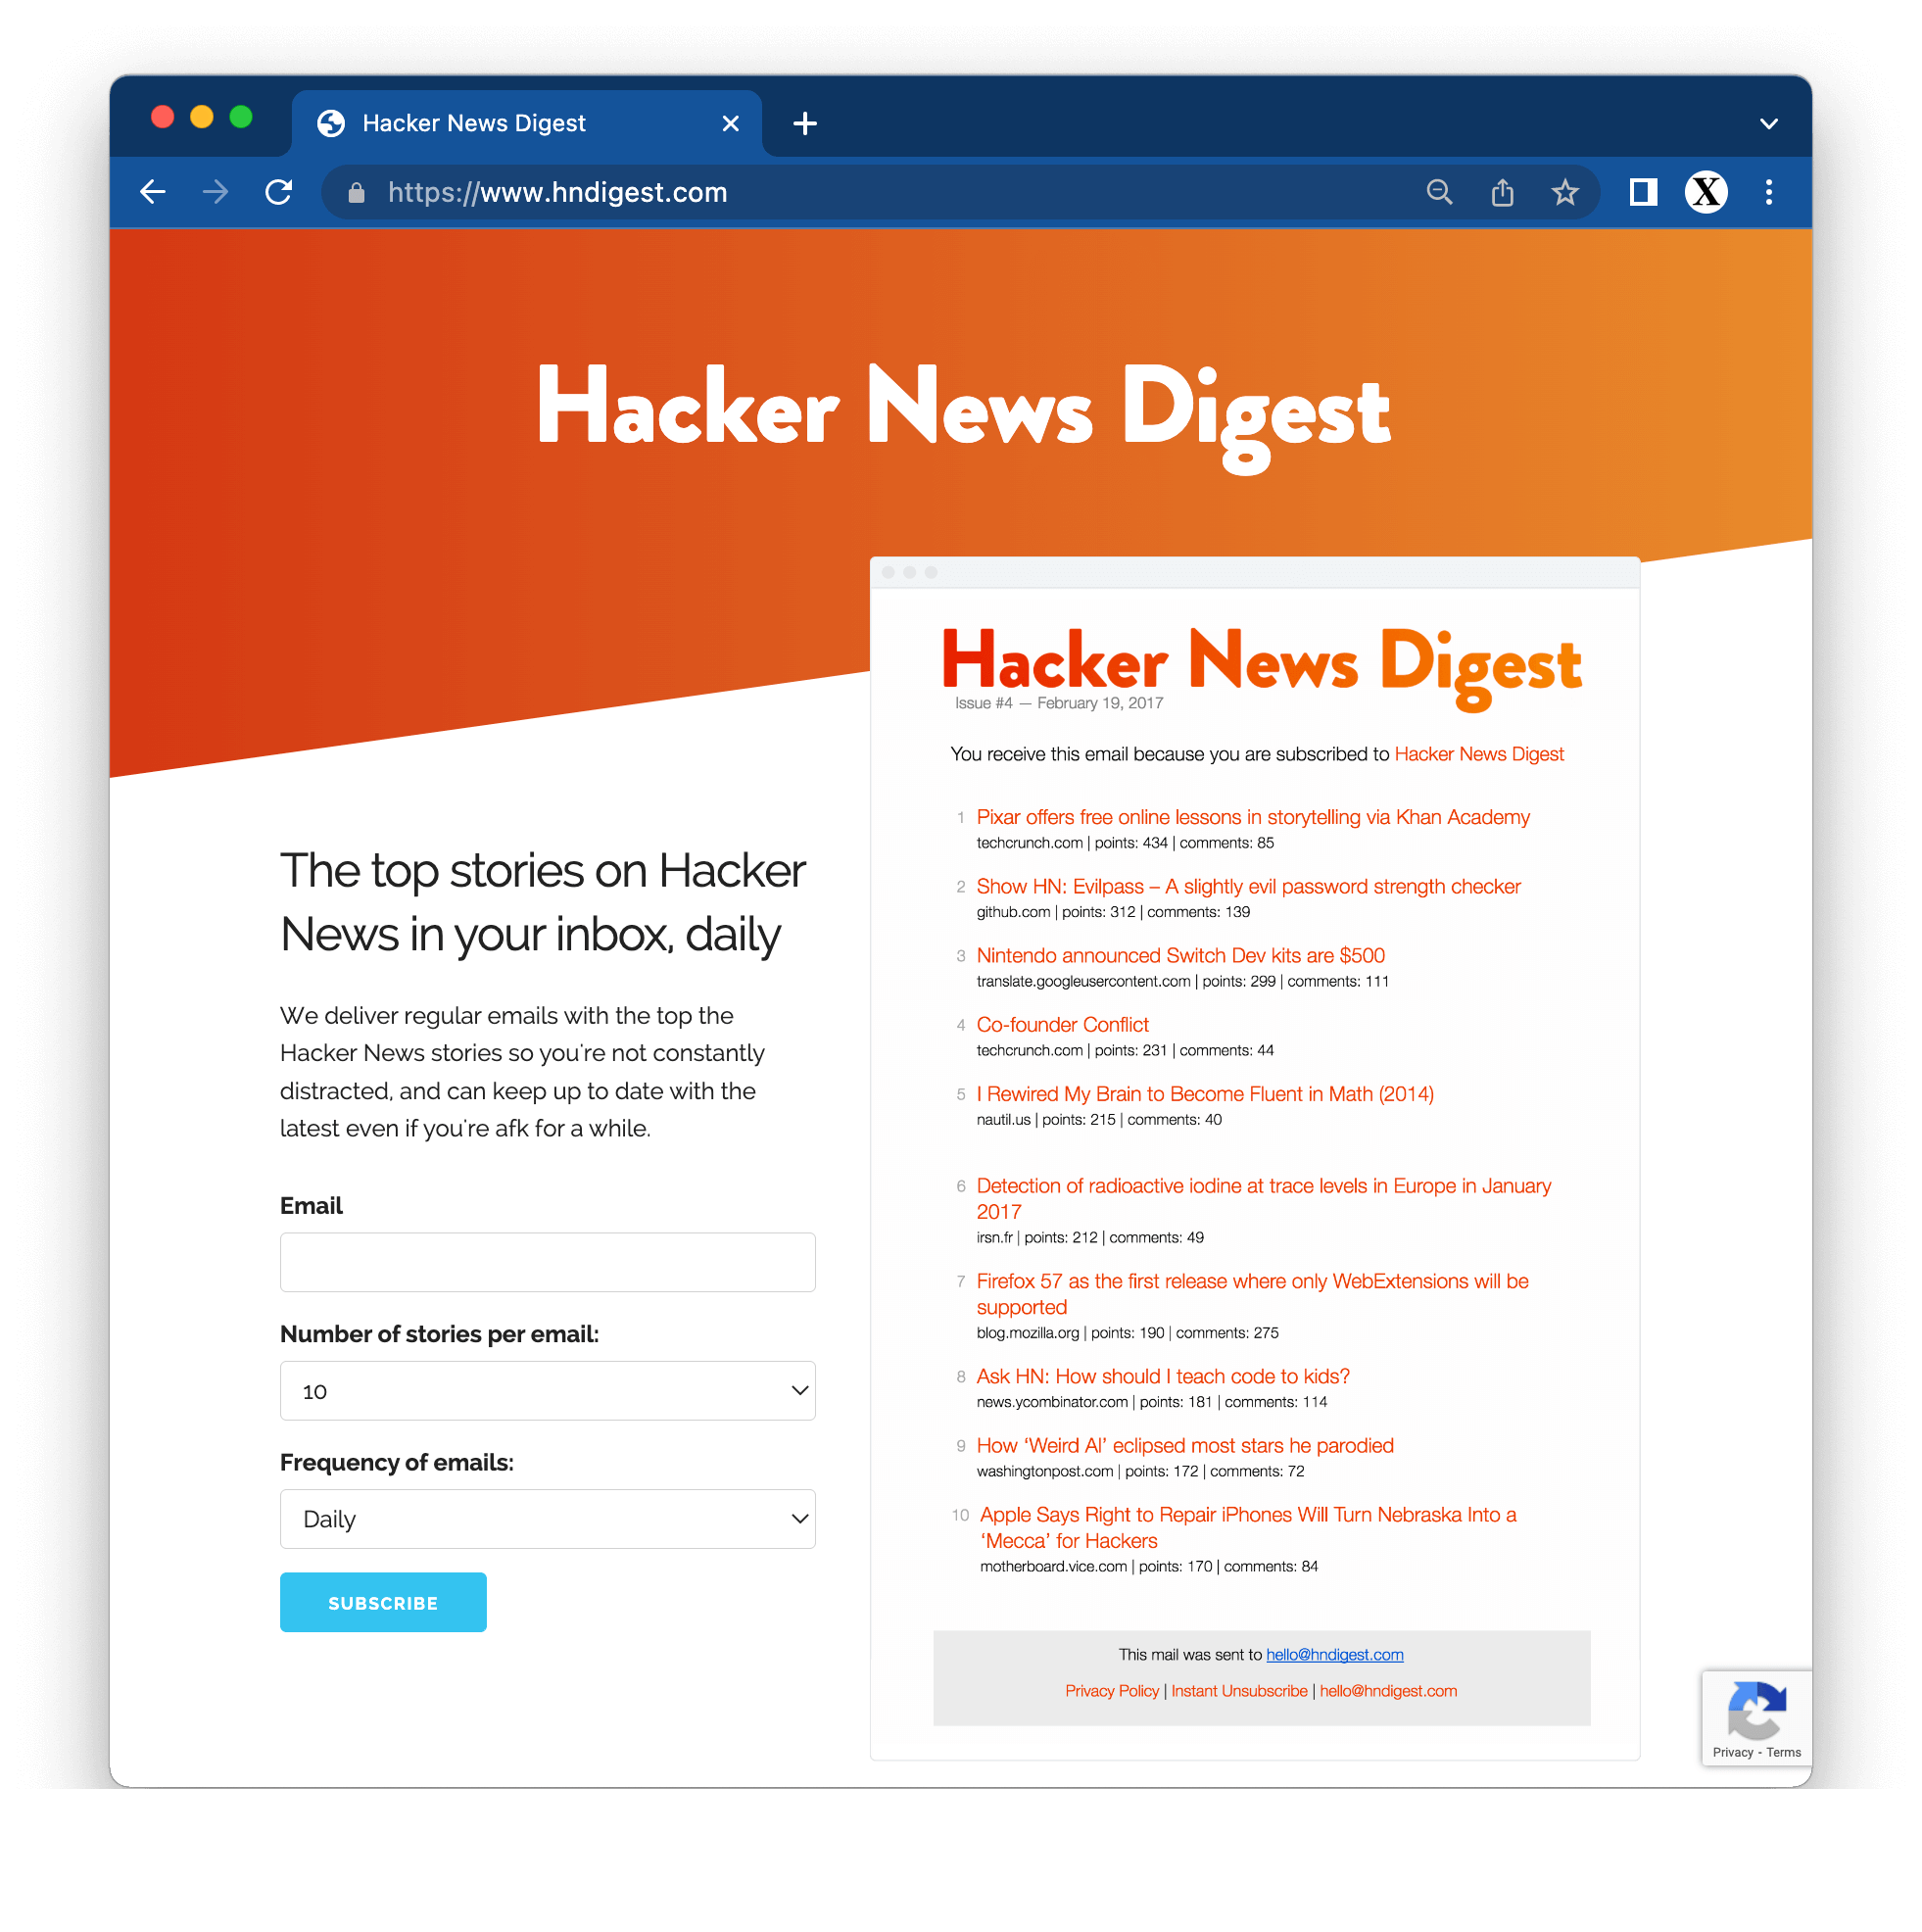 Hacker News Digest
https://www.hndigest.com
X
Hacker News Digest
The top stories on Hacker
News in your inbox, daily
We deliver regular emails with the top the
Hacker News stories so you're not constantly
distracted, and can keep up to date with the
latest even if you're afk for a while.
Email
Number of stories per email:
10
Frequency of emails:
Daily
SUBSCRIBE
Hacker News Digest
Issue #4 — February 19, 2017
You receive this email because you are subscribed to Hacker News Digest
1 Pixar offers free online lessons in storytelling via Khan Academy
techcrunch.com | points: 434 | comments: 85
2 Show HN: Evilpass – A slightly evil password strength checker
github.com | points: 312 | comments: 139
3 Nintendo announced Switch Dev kits are $500
translate.googleusercontent.com | points: 299 | comments: 111
4 Co-founder Conflict
techcrunch.com | points: 231 | comments: 44
5 I Rewired My Brain to Become Fluent in Math (2014)
nautil.us | points: 215 | comments: 40
6 Detection of radioactive iodine at trace levels in Europe in January
2017
irsn.fr | points: 212 | comments: 49
7 Firefox 57 as the first release where only WebExtensions will be
supported
blog.mozilla.org | points: 190 | comments: 275
8 Ask HN: How should I teach code to kids?
news.ycombinator.com | points: 181 | comments: 114
9 How ‘Weird Al’ eclipsed most stars he parodied
washingtonpost.com | points: 172 | comments: 72
10 Apple Says Right to Repair iPhones Will Turn Nebraska Into a
‘Mecca’ for Hackers
motherboard.vice.com | points: 170 | comments: 84
This mail was sent to hello@hndigest.com
Privacy Policy | Instant Unsubscribe | hello@hndigest.com
Privacy - Terms